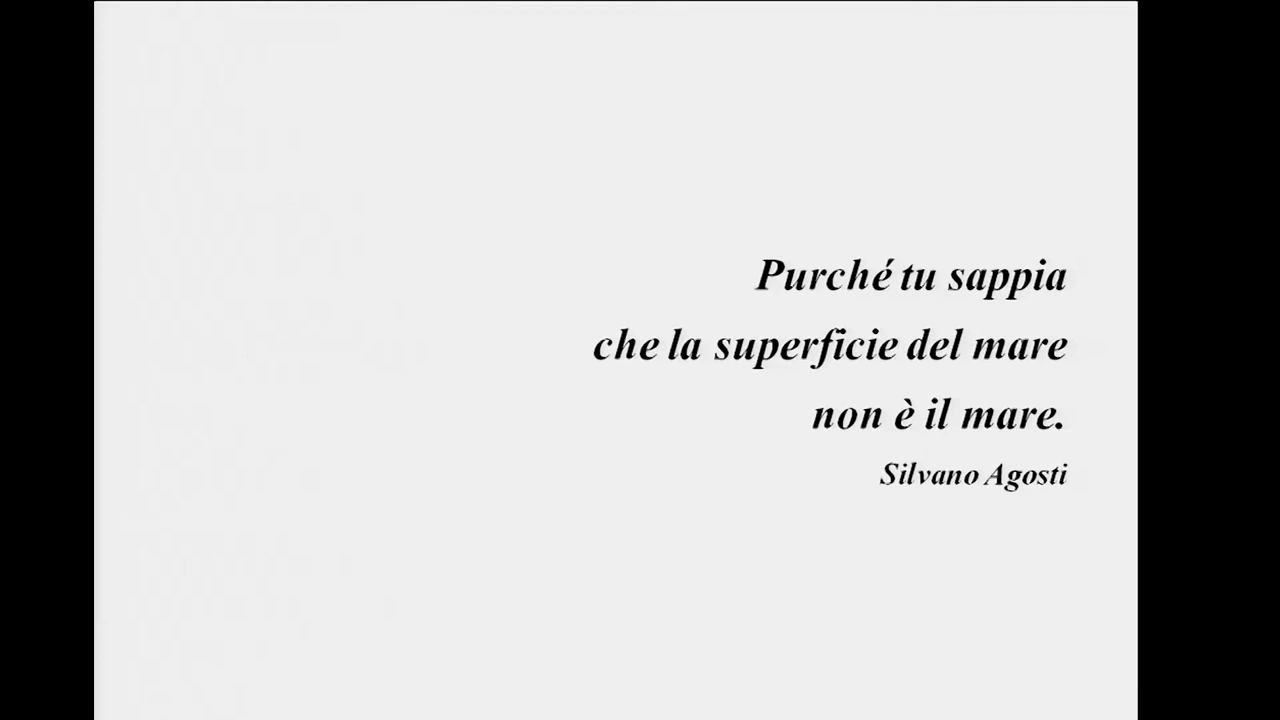 Purché tu sappia
che la superficie del mare
non è il mare.
Silvano Agosti